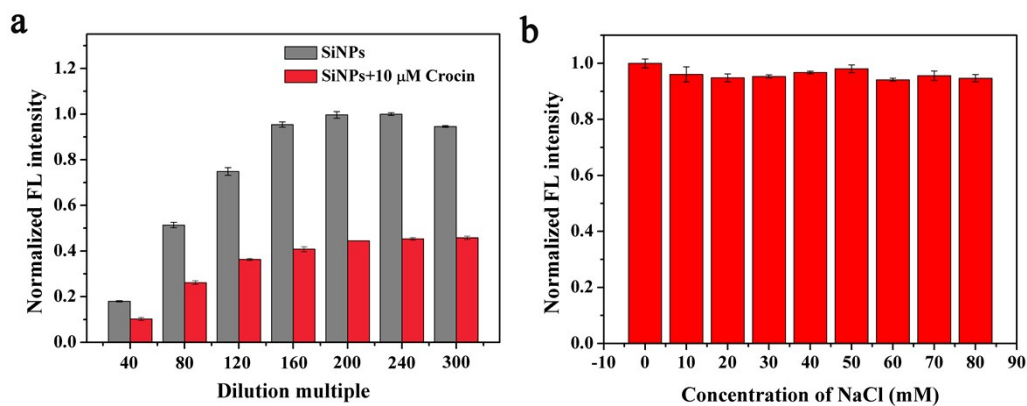 a
SiNPs
SiNPs+10 μM Crocin
1.2
1.0
0.8
0.6
0.4
0.2
0.0
Normalized FL intensity
40 80 120 160 200 240 300
Dilution multiple
b
1.0
0.8
0.6
0.4
0.2
0.0
Normalized FL intensity
-10 0 10 20 30 40 50 60 70 80 90
Concentration of NaCl (mM)